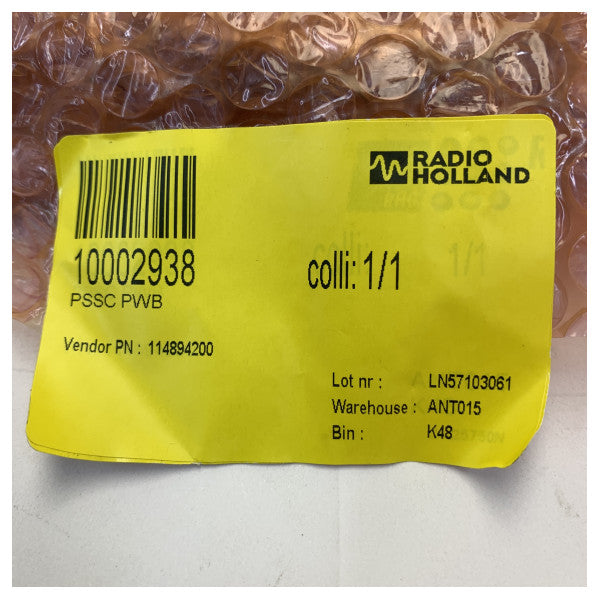 RADIO
HOLLAND
10002938
colli: 1/1
PSSC PWB
Vendor PN : 114894200
Lot nr : LN57103061
Warehouse : ANT015
Bin : K48